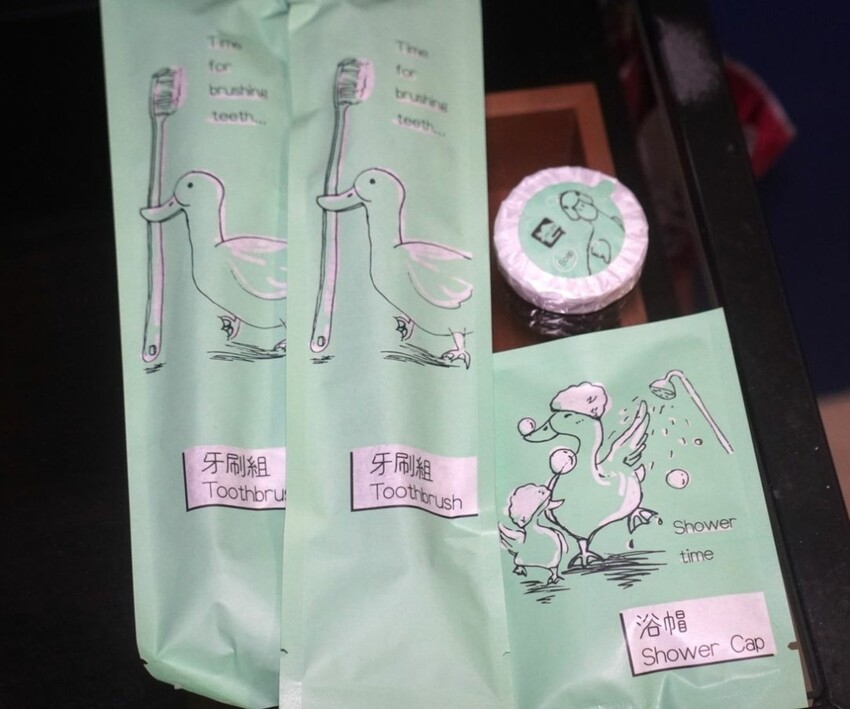 Time
for
brushing
teeth...
牙刷組
Toothbrus
Time
for
brushing
teeth...
牙刷組
Toothbrush
Shower
time
浴帽
Shower Cap